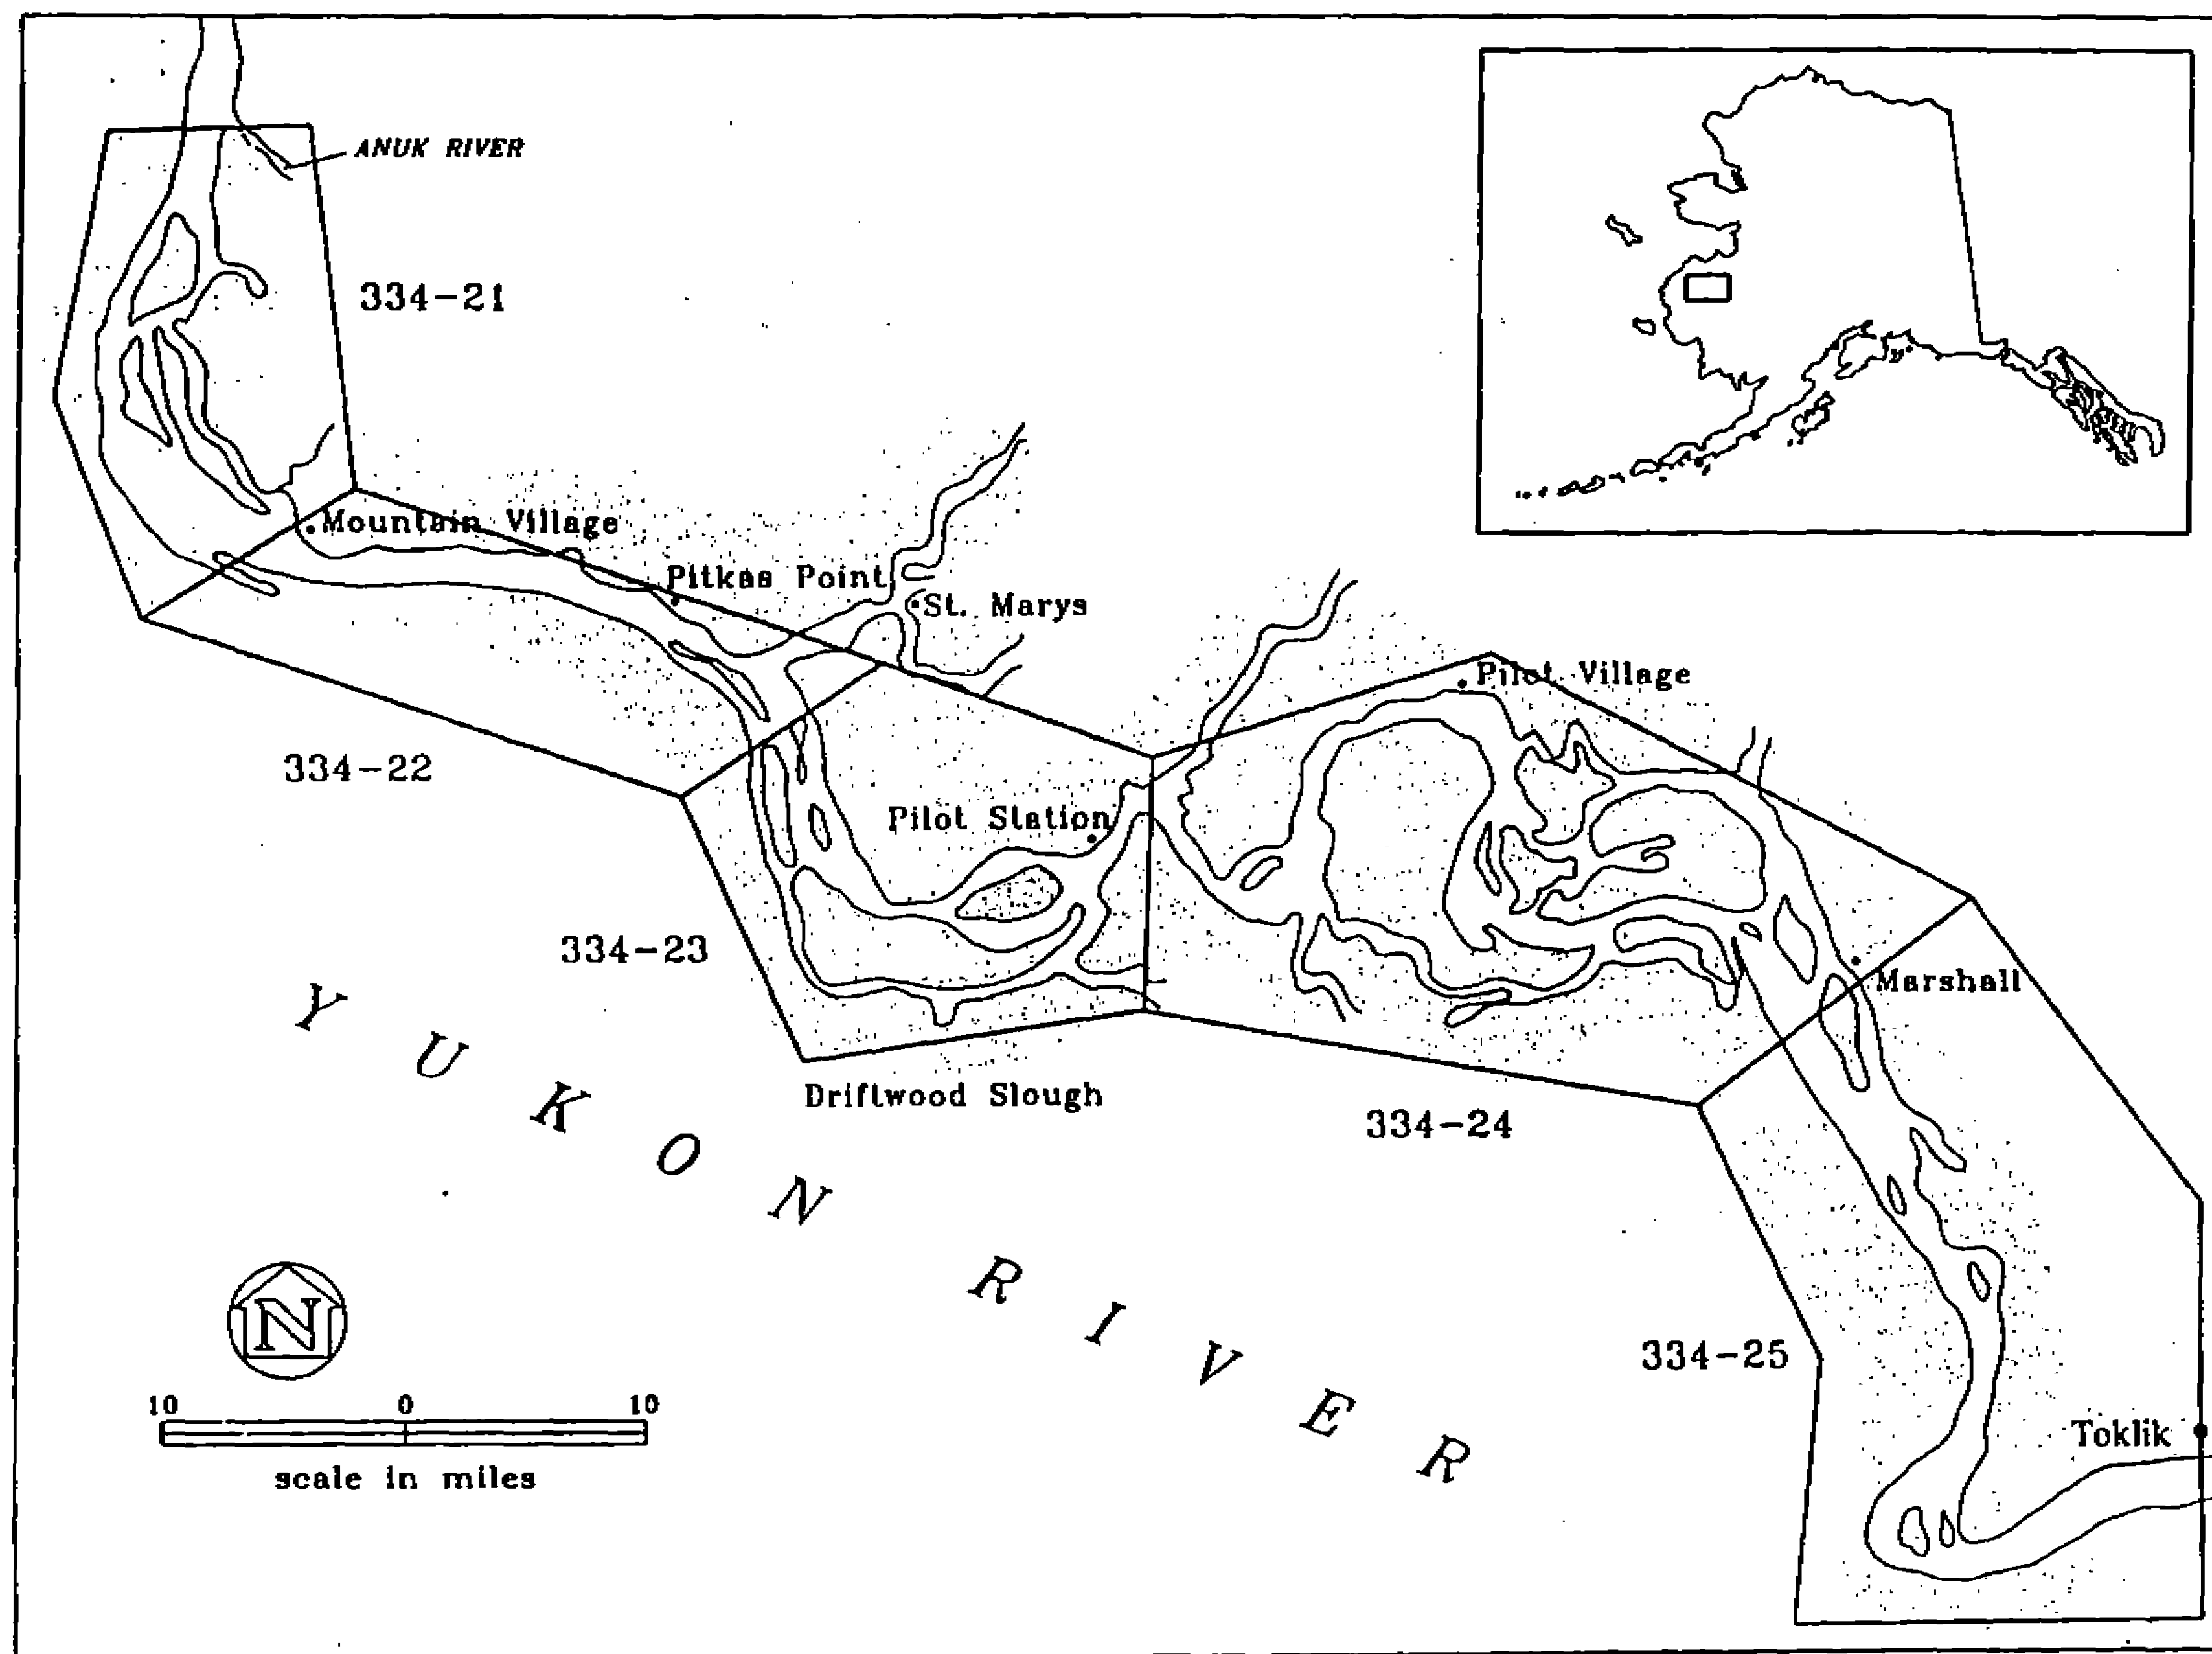 ANUK RIVER
334-21
Mountain Village
Pitkas Point
St. Marys
Pilot Village
334-22
Pilot Station
334-23
Marshall
YUKON RIVER
Driftwood Slough
334-24
334-25
N
10 0 10
scale in miles
Toklik